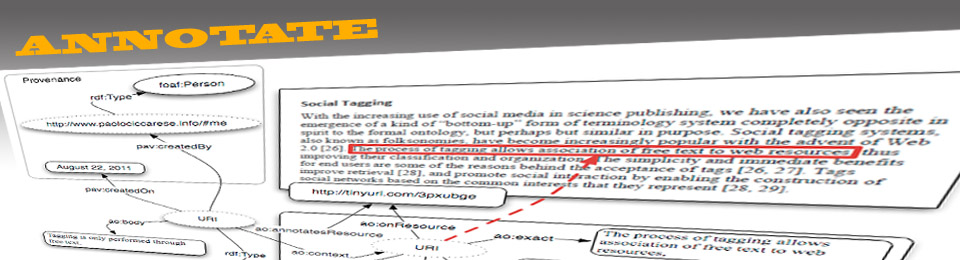 ANNOTATE
Provenance
foaf:Person
rdf:Type
http://www.paolociccarese.info/#me
pav:createdBy
August 22, 2011
pav:createdOn
URI
ao:body
Tagging is only performed through
free text.
rdf:Type
Social Tagging
With the increasing use of social media in science publishing, we have also seen the
emergence of a kind of "bottom-up" form of terminology system completely opposite in
spirit to the formal ontology, but perhaps but similar in purpose. Social tagging systems,
also known as folksonomies, have become increasingly popular with the advent of Web
2.0 [26]. The process of tagging allows association of free text to web resources, thus
improving their classification and organization. The simplicity and immediate benefits
for end users are some of the reasons behind the acceptance of tags [26, 27]. Tags
improve retrieval [28], and promote social interaction by enabling the construction of
social networks based on the common interests that they represent [28, 29].
http://tinyurl.com/3pxubge
ao:annotatesResource
ao:onResource
ao:context
URI
ao:exact
The process of tagging allows
association of free text to web
resources.